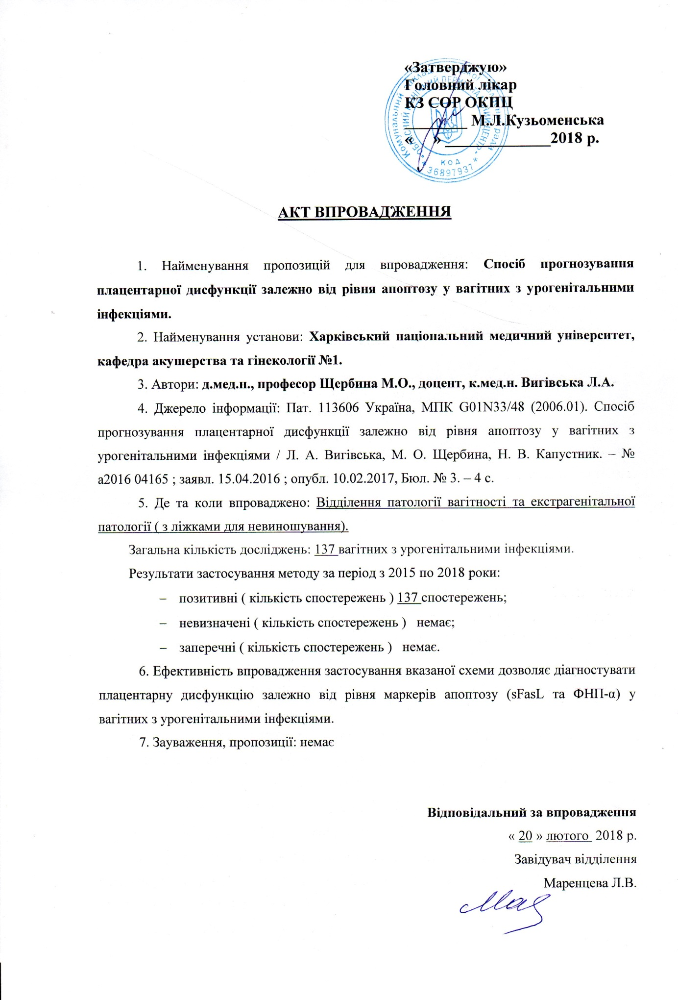 «Затверджую»
Головний лікар
КЗ СОР ОКПЦ
________ М.Л.Кузьоменська
«   » ______________2018 р.
КОД
* 36897937 *
АКТ ВПРОВАДЖЕННЯ
1. Найменування пропозицій для впровадження: Спосіб прогнозування
плацентарної дисфункції залежно від рівня апоптозу у вагітних з урогенітальними
інфекціями.
2. Найменування установи: Харківський національний медичний університет,
кафедра акушерства та гінекології №1.
3. Автори: д.мед.н., професор Щербина М.О., доцент, к.мед.н. Вигівська Л.А.
4. Джерело інформації: Пат. 113606 Україна, МПК G01N33/48 (2006.01). Спосіб
прогнозування плацентарної дисфункції залежно від рівня апоптозу у вагітних з
урогенітальними інфекціями / Л. А. Вигівська, М. О. Щербина, Н. В. Капустник. – №
а2016 04165 ; заявл. 15.04.2016 ; опубл. 10.02.2017, Бюл. № 3. – 4 с.
5. Де та коли впроваджено: Відділення патології вагітності та екстрагенітальної
патології ( з ліжками для невиношування).
Загальна кількість досліджень: 137 вагітних з урогенітальними інфекціями.
Результати застосування методу за період з 2015 по 2018 роки:
– позитивні ( кількість спостережень ) 137 спостережень;
– невизначені ( кількість спостережень ) немає;
– заперечні ( кількість спостережень ) немає.
6. Ефективність впровадження застосування вказаної схеми дозволяє діагностувати
плацентарну дисфункцію залежно від рівня маркерів апоптозу (sFasL та ФНП-α) у
вагітних з урогенітальними інфекціями.
7. Зауваження, пропозиції: немає
Відповідальний за впровадження
« 20 » лютого 2018 р.
Завідувач відділення
Маренцева Л.В.